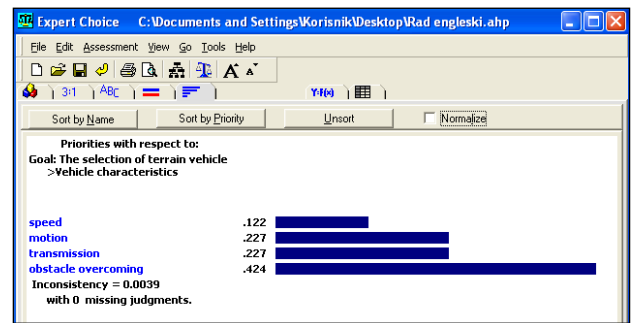 Expert Choice C:\Documents and Settings\Korisnik\Desktop\Rad engleski.ahp
File Edit Assessment View Go Tools Help
A A
3:1 ABC Y=f(x)
Sort by Name Sort by Priority Unsort Normalize
Priorities with respect to:
Goal: The selection of terrain vehicle
>Vehicle characteristics
speed .122
motion .227
transmission .227
obstacle overcoming .424
Inconsistency = 0.0039
with 0 missing judgments.